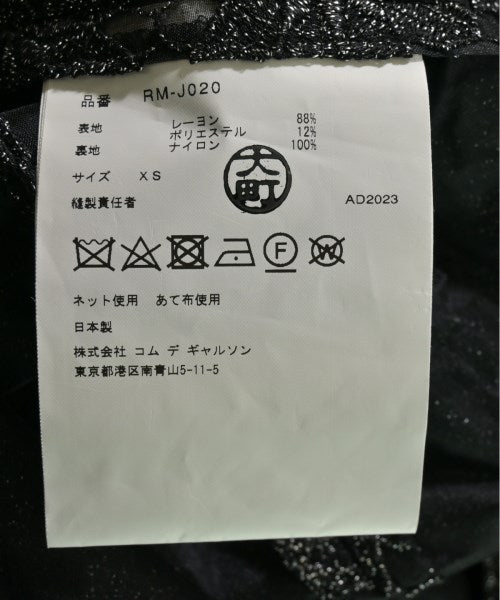 品番 RM-J020
表地 レーヨン 88%
ポリエステル 12%
裏地 ナイロン 100%
サイズ XS
大町
縫製責任者 AD2023
F W
ネット使用 あて布使用
日本製
株式会社 コム デ ギャルソン
東京都港区南青山5-11-5